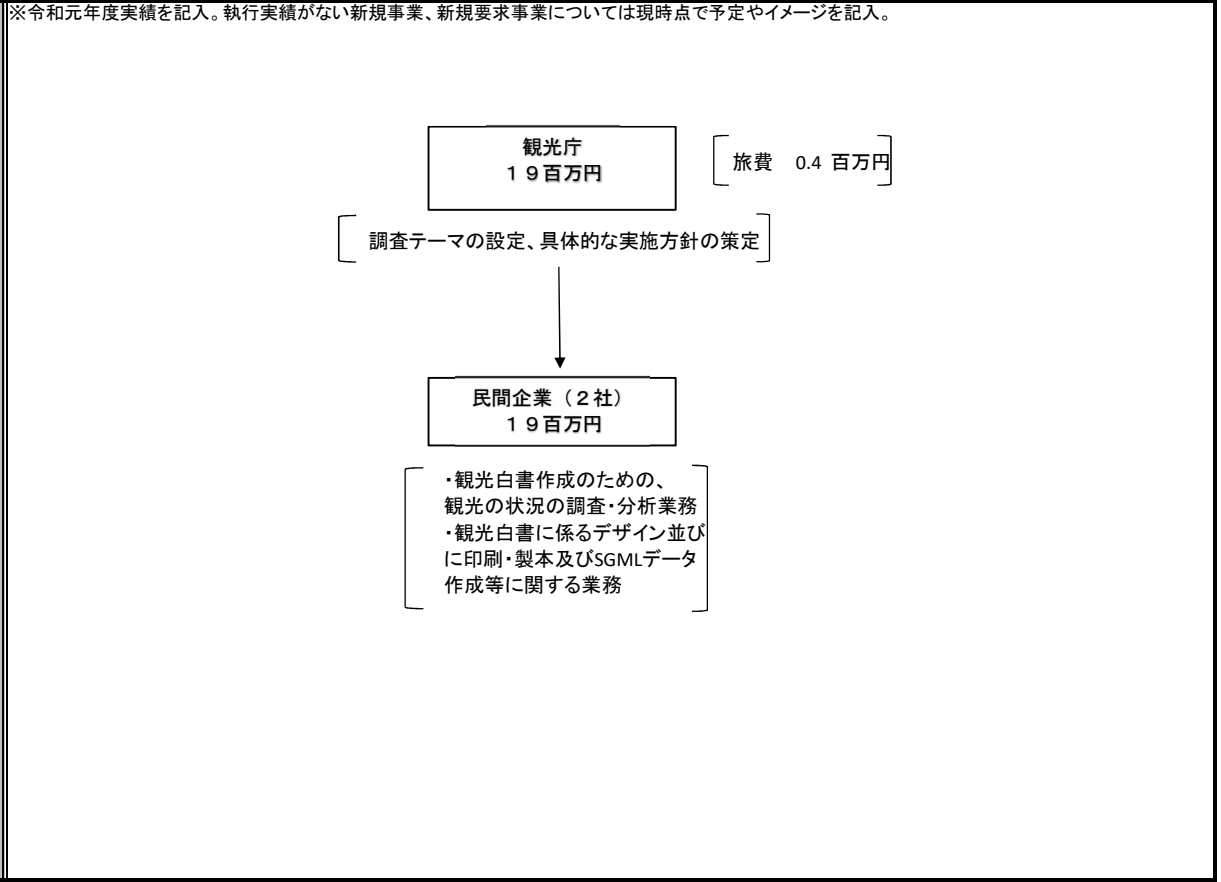 ※令和元年度実績を記入。執行実績がない新規事業、新規要求事業については現時点で予定やイメージを記入。
観光庁
１９百万円
旅費　0.4 百万円
調査テーマの設定、具体的な実施方針の策定
民間企業（２社）
１９百万円
・観光白書作成のための、
観光の状況の調査・分析業務
・観光白書に係るデザイン並び
に印刷・製本及びSGMLデータ
作成等に関する業務